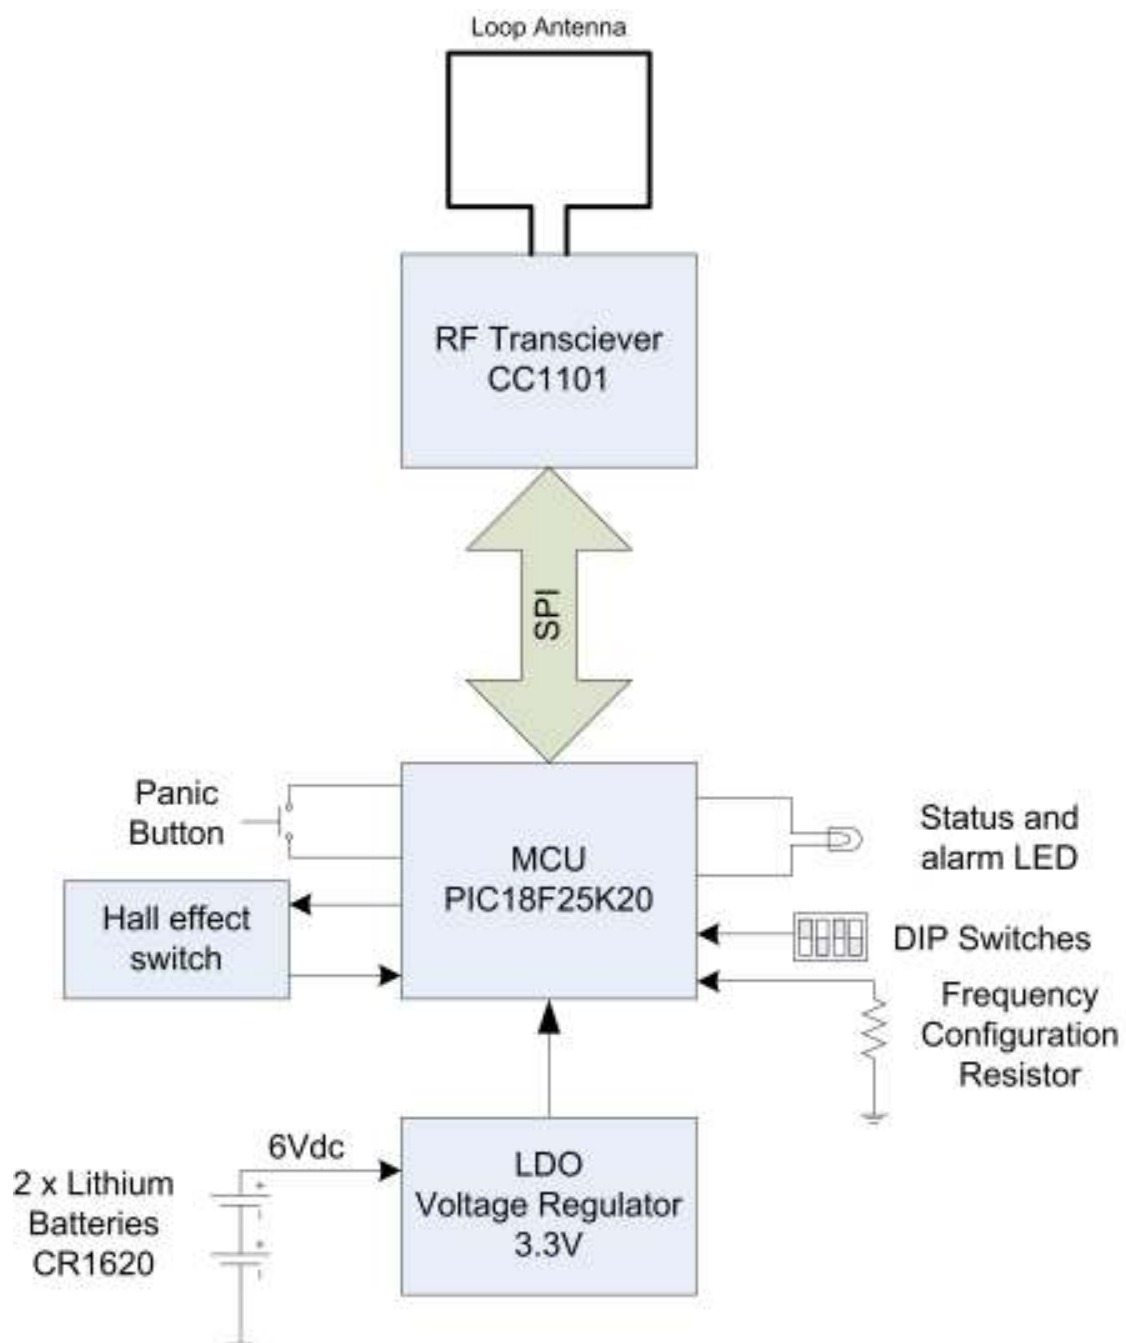 Loop Antenna
RF Transciever
CC1101
SPI
Panic
Button
MCU
PIC18F25K20
Status and
alarm LED
Hall effect
switch
DIP Switches
Frequency
Configuration
Resistor
6Vdc
2 x Lithium
Batteries
CR1620
LDO
Voltage Regulator
3.3V